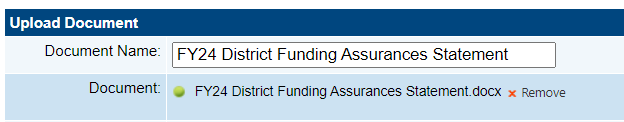 Upload Document
Document Name: FY24 District Funding Assurances Statement
Document: FY24 District Funding Assurances Statement.docx Remove